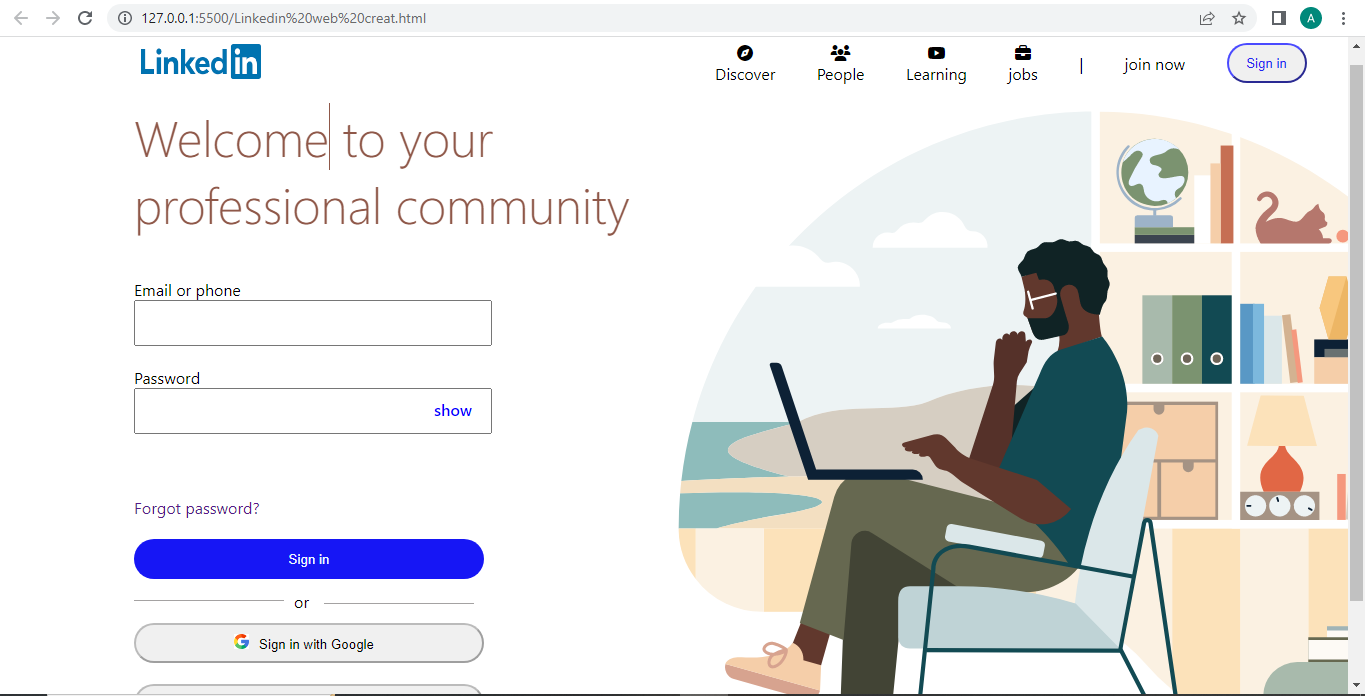 127.0.0.1:5500/Linkedin%20web%20creat.html
A
Linkedin
Discover
People
Learning
jobs
|
join now
Sign in
Welcome to your
professional community
Email or phone
Password
show
Forgot password?
Sign in
or
Sign in with Google